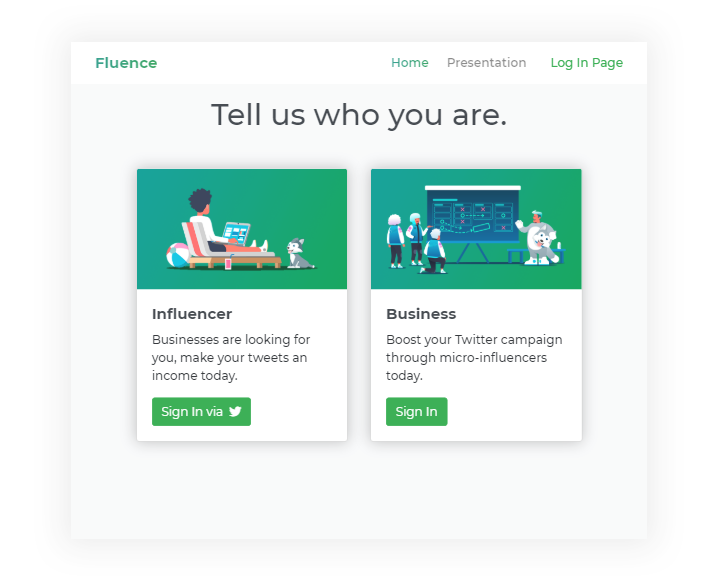 Fluence
Home Presentation Log In Page
Tell us who you are.
Influencer
Businesses are looking for
you, make your tweets an
income today.
Sign In via
Business
Boost your Twitter campaign
through micro-influencers
today.
Sign In